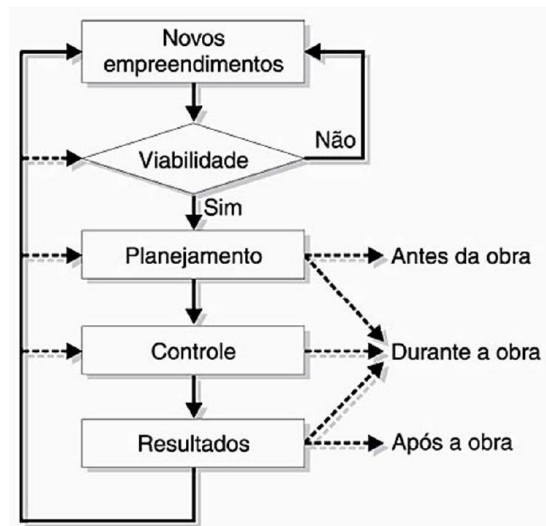 Novos
empreendimentos
Não
Viabilidade
Sim
Planejamento
Antes da obra
Controle
Durante a obra
Resultados
Após a obra